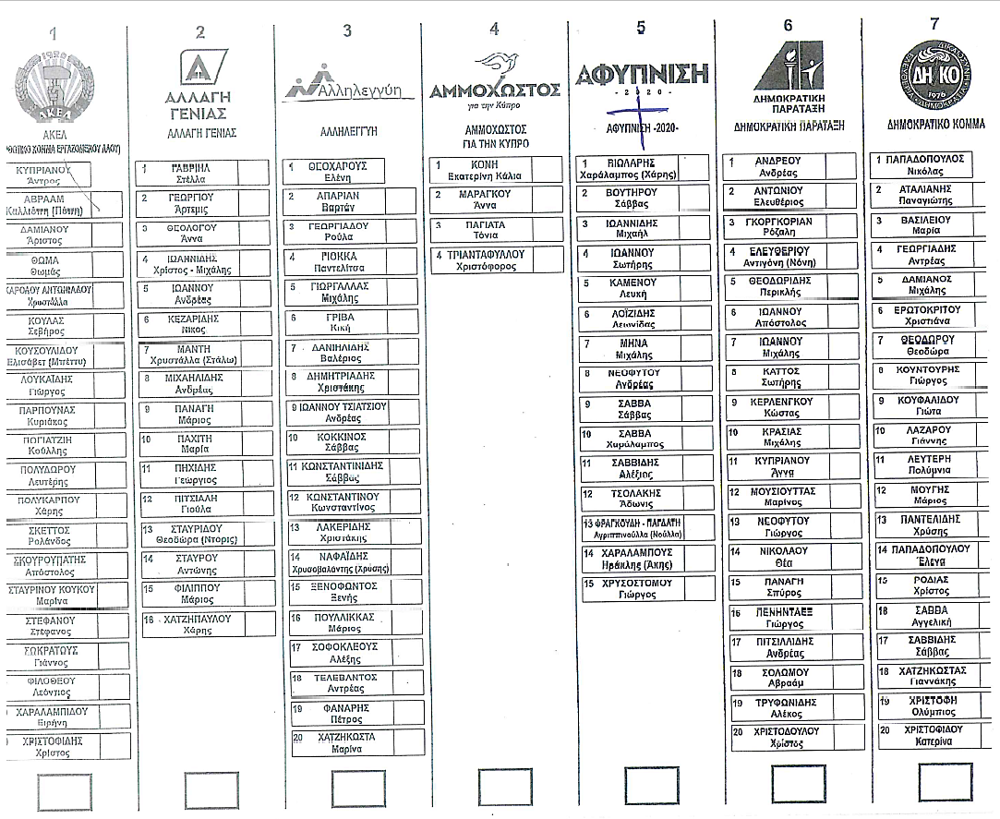 1
1926
ΑΚΕΛ
ΑΚΕΛ
ΚΟΜΜΑ ΕΡΓΑΖΟΜΕΝΟΥ ΛΑΟΥ)
ΚΥΠΡΙΑΝΟΥ
Άντρος
ΑΒΡΑΑΜ
Καλλιόπη (Πόπη)
ΔΑΜΙΑΝΟΥ
Άριστος
ΘΩΜΑ
Θωμάς
ΑΝΤΩΝΙΑΔΟΥ
Χρυστάλλα
ΚΟΥΛΑΣ
Σεβήρος
ΚΟΥΣΟΥΛΙΔΟΥ
Ελισάβετ (Μπέττυ)
ΛΟΥΚΑΪΔΗΣ
Γιώργος
ΠΑΡΠΟΥΝΑΣ
Κυριάκος
ΠΟΓΙΑΤΖΗ
Κούλλης
ΠΟΛΥΔΩΡΟΥ
Λευτέρης
ΠΟΛΥΚΑΡΠΟΥ
Χάρης
ΣΚΕΤΤΟΣ
Ρολάνδος
ΣΚΟΥΡΟΥΠΑΤΗΣ
Απόστολος
ΣΤΑΥΡΙΝΟΥ ΚΟΥΚΟΥ
Μαρίνα
ΣΤΕΦΑΝΟΥ
Στέφανος
ΣΩΚΡΑΤΟΥΣ
Γιάννος
ΦΙΛΟΘΕΟΥ
Λεόντιος
ΧΑΡΑΛΑΜΠΙΔΟΥ
Ειρήνη
ΧΡΙΣΤΟΦΙΔΗΣ
Χρίστος
2
Α
ΑΛΛΑΓΗ
ΓΕΝΙΑΣ
ΑΛΛΑΓΗ ΓΕΝΙΑΣ
1 ΓΑΒΡΙΗΛ
Στέλλα
2 ΓΕΩΡΓΙΟΥ
Άρτεμις
3 ΘΕΟΛΟΓΟΥ
Άννα
4 ΙΩΑΝΝΙΔΗΣ
Χρίστος - Μιχάλης
5 ΙΩΑΝΝΟΥ
Ανδρέας
6 ΚΕΖΑΡΙΔΗΣ
Νίκος
7 ΜΑΝΤΗ
Χρυστάλλα (Στάλω)
8 ΜΙΧΑΗΛΙΔΗΣ
Ανδρέας
9 ΠΑΝΑΓΗ
Μάριος
10 ΠΑΧΙΤΗ
Μαρία
11 ΠΗΧΙΔΗΣ
Γεώργιος
12 ΠΙΤΣΙΑΛΗ
Γιούλα
13 ΣΤΑΥΡΙΔΟΥ
Θεοδώρα (Ντόρις)
14 ΣΤΑΥΡΟΥ
Αντώνης
15 ΦΙΛΙΠΠΟΥ
Μάριος
16 ΧΑΤΖΗΠΑΥΛΟΥ
Χάρης
3
Αλληλεγγύη
ΑΛΛΗΛΕΓΓΥΗ
1 ΘΕΟΧΑΡΟΥΣ
Ελένη
2 ΑΠΑΡΙΑΝ
Βαρτάν
3 ΓΕΩΡΓΙΑΔΟΥ
Ρούλα
4 ΓΙΟΚΚΑ
Παντελίτσα
5 ΓΙΩΡΓΑΛΛΑΣ
Μιχάλης
6 ΓΡΙΒΑ
Κική
7 ΔΑΝΙΗΛΙΔΗΣ
Βαλέριος
8 ΔΗΜΗΤΡΙΑΔΗΣ
Χριστάκης
9 ΙΩΑΝΝΟΥ ΤΣΙΑΤΣΙΟΥ
Ανδρέας
10 ΚΟΚΚΙΝΟΣ
Σάββας
11 ΚΩΝΣΤΑΝΤΙΝΙΔΗΣ
Σάββας
12 ΚΩΝΣΤΑΝΤΙΝΟΥ
Κωνσταντίνος
13 ΛΑΚΕΡΙΔΗΣ
Χριστάκης
14 ΝΑΦΑΪΔΗΣ
Χρυσοβαλάντης (Χρύσης)
15 ΞΕΝΟΦΩΝΤΟΣ
Ξενής
16 ΠΟΥΛΛΙΚΚΑΣ
Μάριος
17 ΣΟΦΟΚΛΕΟΥΣ
Αλέξης
18 ΤΕΛΕΒΑΝΤΟΣ
Αντρέας
19 ΦΑΝΑΡΗΣ
Πέτρος
20 ΧΑΤΖΗΚΩΣΤΑ
Μαρίνα
4
ΑΜΜΟΧΩΣΤΟΣ
για την Κύπρο
ΑΜΜΟΧΩΣΤΟΣ
ΓΙΑ ΤΗΝ ΚΥΠΡΟ
1 ΚΟΝΗ
Εκατερίνη Κάλια
2 ΜΑΡΑΓΚΟΥ
Άννα
3 ΠΑΓΙΑΤΑ
Τόνια
4 ΤΡΙΑΝΤΑΦΥΛΛΟΥ
Χριστόφορος
5
ΑΦΥΠΝΙΣΗ
- 2020 -
ΑΦΥΠΝΙΣΗ -2020-
1 ΒΙΩΛΑΡΗΣ
Χαράλαμπος (Χάρης)
2 ΒΟΥΤΗΡΟΥ
Σάββας
3 ΙΩΑΝΝΙΔΗΣ
Μιχαήλ
4 ΙΩΑΝΝΟΥ
Σωτήρης
5 ΚΑΜΕΝΟΥ
Λευκή
6 ΛΟΪΖΙΔΗΣ
Λεωνίδας
7 ΜΗΝΑ
Μιχάλης
8 ΝΕΟΦΥΤΟΥ
Ανδρέας
9 ΣΑΒΒΑ
Σάββας
10 ΣΑΒΒΑ
Χαράλαμπος
11 ΣΑΒΒΙΔΗΣ
Αλέξιος
12 ΤΣΟΛΑΚΗΣ
Άδωνις
13 ΦΡΑΓΚΟΥΔΗ -
Αγριππινούλλα (Νούλλα)
14 ΧΑΡΑΛΑΜΠΟΥΣ
Ηρακλής (Άκης)
15 ΧΡΥΣΟΣΤΟΜΟΥ
Γιώργος
6
ΔΗΜΟΚΡΑΤΙΚΗ
ΠΑΡΑΤΑΞΗ
ΔΗΜΟΚΡΑΤΙΚΗ ΠΑΡΑΤΑΞΗ
1 ΑΝΔΡΕΟΥ
Ανδρέας
2 ΑΝΤΩΝΙΟΥ
Ελευθέριος
3 ΓΚΟΡΓΚΟΡΙΑΝ
Ρόζαλη
4 ΕΛΕΥΘΕΡΙΟΥ
Αντιγόνη (Νόνη)
5 ΘΕΟΔΩΡΙΔΗΣ
Περικλής
6 ΙΩΑΝΝΟΥ
Απόστολος
7 ΙΩΑΝΝΟΥ
Μιχάλης
8 ΚΑΤΤΟΣ
Σωτήρης
9 ΚΕΡΛΕΝΓΚΟΥ
Κώστας
10 ΚΡΑΣΙΑΣ
Μιχάλης
11 ΚΥΠΡΙΑΝΟΥ
Άννα
12 ΜΟΥΣΙΟΥΤΤΑΣ
Μαρίνος
13 ΝΕΟΦΥΤΟΥ
Γιώργος
14 ΝΙΚΟΛΑΟΥ
Θέα
15 ΠΑΝΑΓΗ
Σπύρος
16 ΠΕΝΗΝΤΑΕΞ
Γιώργος
17 ΠΙΤΣΙΛΛΙΔΗΣ
Ανδρέας
18 ΣΟΛΩΜΟΥ
Αβραάμ
19 ΤΡΥΦΩΝΙΔΗΣ
Αλέκος
20 ΧΡΙΣΤΟΔΟΥΛΟΥ
Χρίστος
7
ΔΗΚΟ
1976
ΔΗΜΟΚΡΑΤΙΚΟ ΚΟΜΜΑ
1 ΠΑΠΑΔΟΠΟΥΛΟΣ
Νικόλας
2 ΑΤΑΛΙΑΝΗΣ
Παναγιώτης
3 ΒΑΣΙΛΕΙΟΥ
Μαρία
4 ΓΕΩΡΓΙΑΔΗΣ
Αντρέας
5 ΔΑΜΙΑΝΟΣ
Μιχάλης
6 ΕΡΩΤΟΚΡΙΤΟΥ
Χριστιάνα
7 ΘΕΟΔΩΡΟΥ
Θεοδώρα
8 ΚΟΥΝΤΟΥΡΗΣ
Γιώργος
9 ΚΟΥΦΑΛΙΔΟΥ
Γιώτα
10 ΛΑΖΑΡΟΥ
Γιάννης
11 ΛΕΥΤΕΡΗ
Πολύμνια
12 ΜΟΥΓΗΣ
Μάριος
13 ΠΑΝΤΕΛΙΔΗΣ
Χρύσης
14 ΠΑΠΑΔΟΠΟΥΛΟΥ
Έλενα
15 ΡΟΔΙΑΣ
Χρίστος
16 ΣΑΒΒΑ
Αγγελική
17 ΣΑΒΒΙΔΗΣ
Σάββας
18 ΧΑΤΖΗΚΩΣΤΑΣ
Γιαννάκης
19 ΧΡΙΣΤΟΦΗ
Ολύμπιος
20 ΧΡΙΣΤΟΦΙΔΟΥ
Κατερίνα